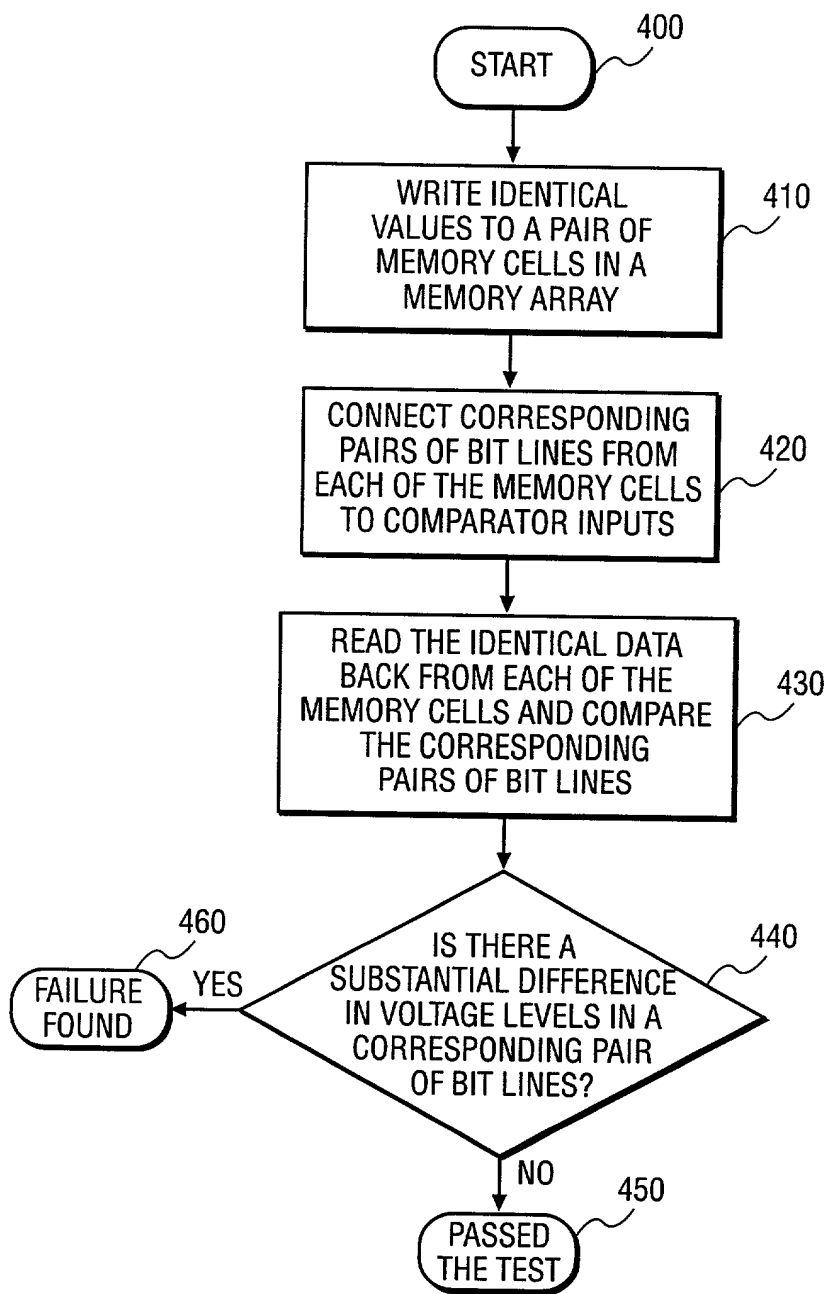 400
START
410
WRITE IDENTICAL
VALUES TO A PAIR OF
MEMORY CELLS IN A
MEMORY ARRAY
420
CONNECT CORRESPONDING
PAIRS OF BIT LINES FROM
EACH OF THE MEMORY CELLS
TO COMPARATOR INPUTS
430
READ THE IDENTICAL DATA
BACK FROM EACH OF THE
MEMORY CELLS AND COMPARE
THE CORRESPONDING
PAIRS OF BIT LINES
440
IS THERE A
SUBSTANTIAL DIFFERENCE
IN VOLTAGE LEVELS IN A
CORRESPONDING PAIR
OF BIT LINES?
460
YES
FAILURE
FOUND
NO
450
PASSED
THE TEST